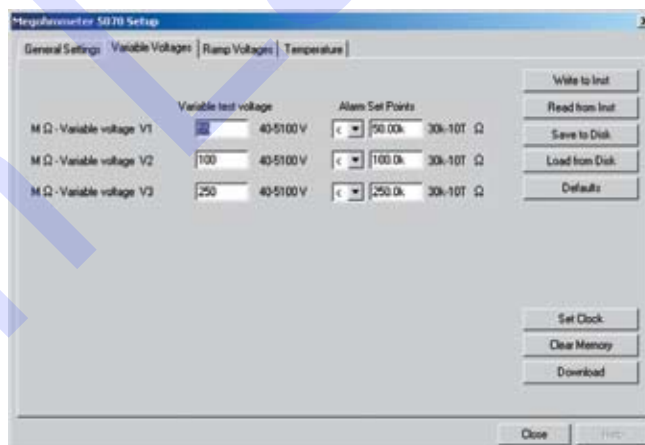 Megohmmeter 5070 Setup
General Settings Variable Voltages Ramp Voltages Temperature
Variable test voltage Alarm Set Points
M Ω - Variable voltage V1 40-5100 V < 50.00k 30k-10T Ω
M Ω - Variable voltage V2 100 40-5100 V < 100.0k 30k-10T Ω
M Ω - Variable voltage V3 250 40-5100 V < 250.0k 30k-10T Ω
Write to Inst
Read from Inst
Save to Disk
Load from Disk
Defaults
Set Clock
Clear Memory
Download
Close Help